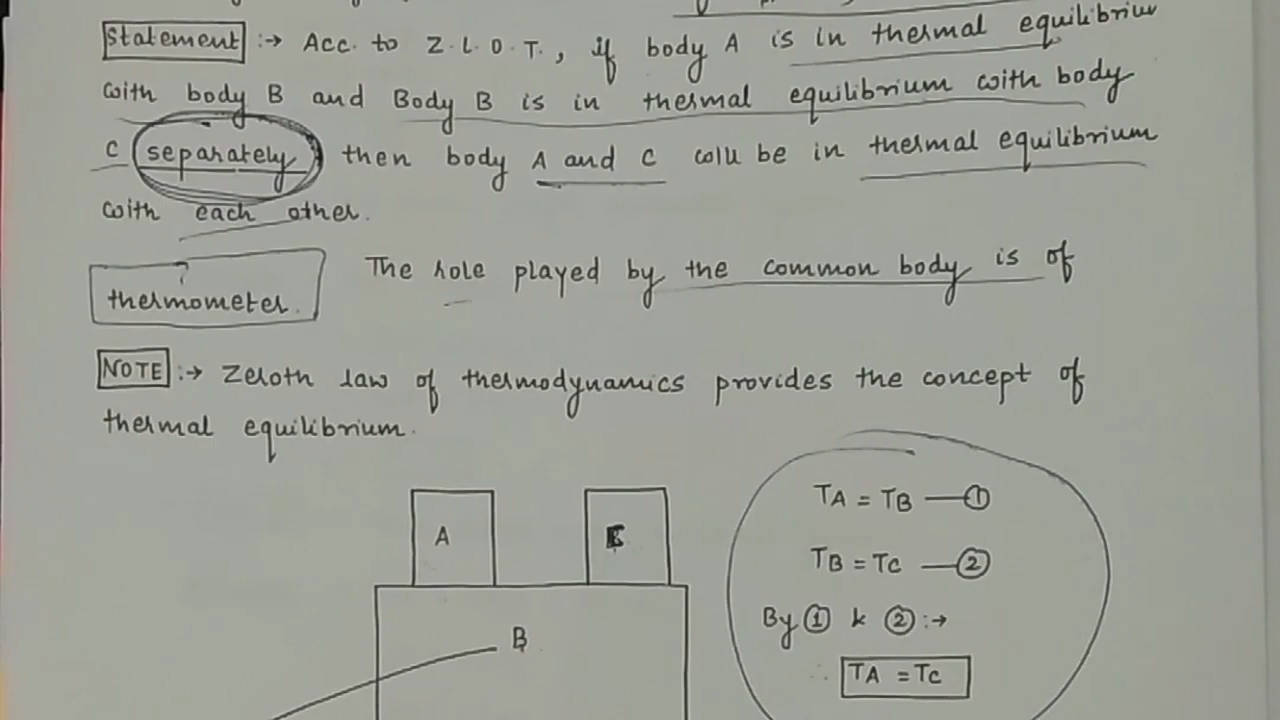 Statement :→ Acc. to Z.L.O.T., if body A is in thermal equilibrium
with body B and Body B is in thermal equilibrium with body
C separately then body A and C will be in thermal equilibrium
with each other.
The role played by the common body is of
thermometer.
NOTE :→ Zeroth law of thermodynamics provides the concept of
thermal equilibrium.
A C
B
TA = TB —①
TB = TC —②
By ① & ② :→
∴ TA = TC